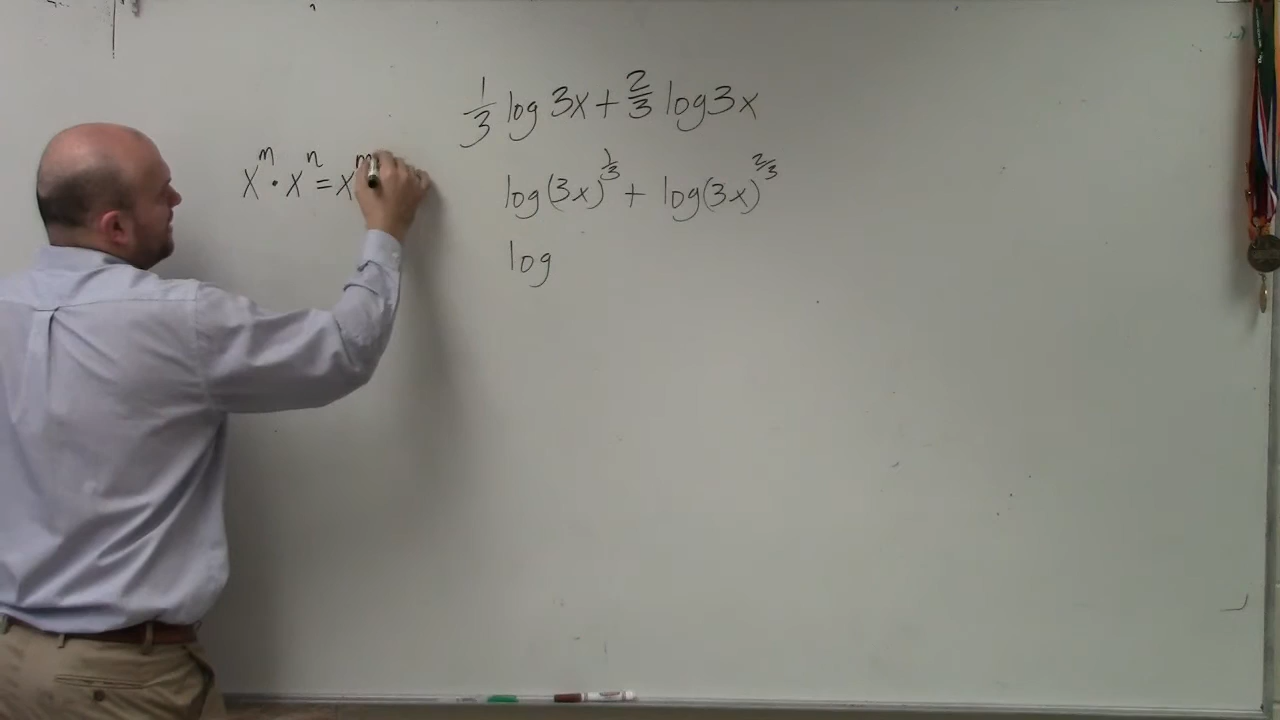 1/3 log 3x + 2/3 log 3x
x^m · x^n = x^m
log(3x)^1/3 + log(3x)^2/3
log